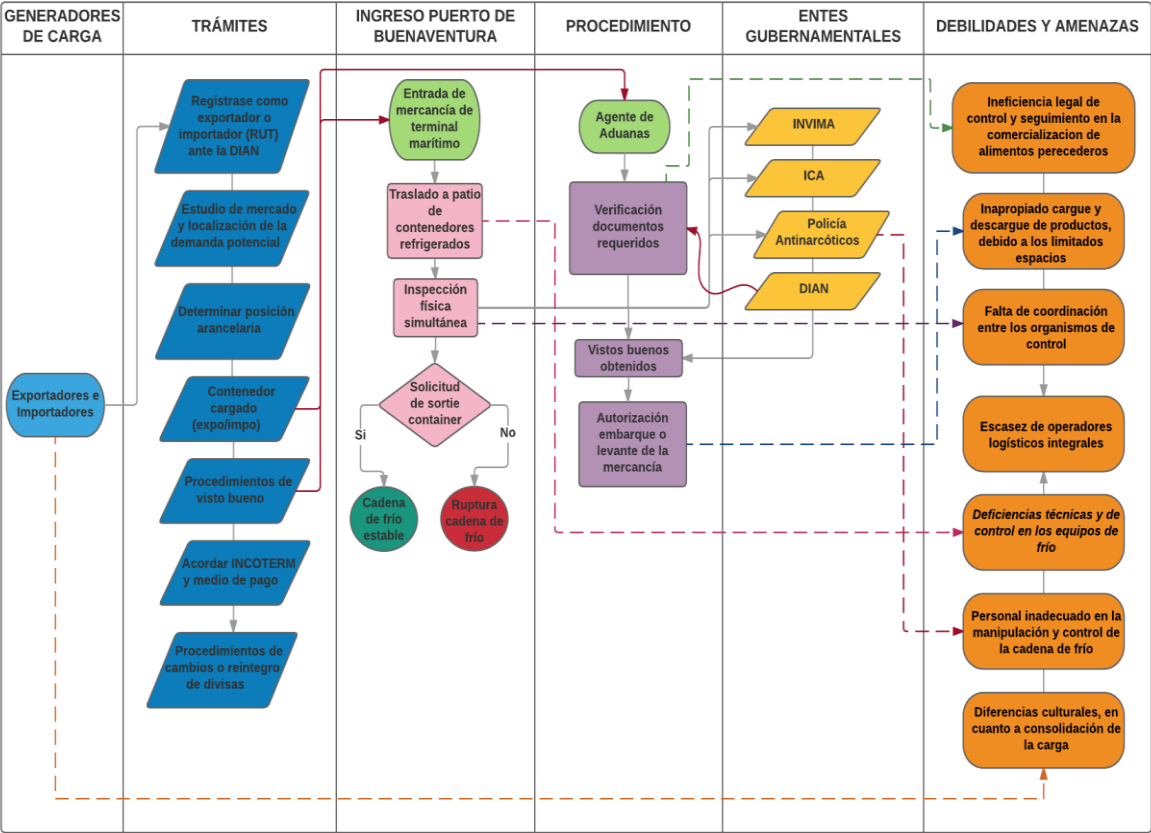 GENERADORES
DE CARGA
TRÁMITES
INGRESO PUERTO DE
BUENAVENTURA
PROCEDIMIENTO
ENTES
GUBERNAMENTALES
DEBILIDADES Y AMENAZAS
Exportadores e
Importadores
Registrase como
exportador o
importador (RUT)
ante la DIAN
Estudio de mercado
y localización de la
demanda potencial
Determinar posición
arancelaria
Contenedor
cargado
(expo/impo)
Procedimientos de
visto bueno
Acordar INCOTERM
y medio de pago
Procedimientos de
cambios o reintegro
de divisas
Entrada de
mercancía de
terminal
marítimo
Traslado a patio
de
contenedores
refrigerados
Inspección
física
simultánea
Solicitud
de sortie
container
Si
No
Cadena
de frío
estable
Ruptura
cadena de
frío
Agente de
Aduanas
Verificación
documentos
requeridos
Vistos buenos
obtenidos
Autorización
embarque o
levante de la
mercancía
INVIMA
ICA
Policía
Antinarcóticos
DIAN
Ineficiencia legal de
control y seguimiento en la
comercializacion de
alimentos perecederos
Inapropiado cargue y
descargue de productos,
debido a los limitados
espacios
Falta de coordinación
entre los organismos de
control
Escasez de operadores
logísticos integrales
Deficiencias técnicas y de
control en los equipos de
frío
Personal inadecuado en la
manipulación y control de
la cadena de frío
Diferencias culturales, en
cuanto a consolidación de
la carga